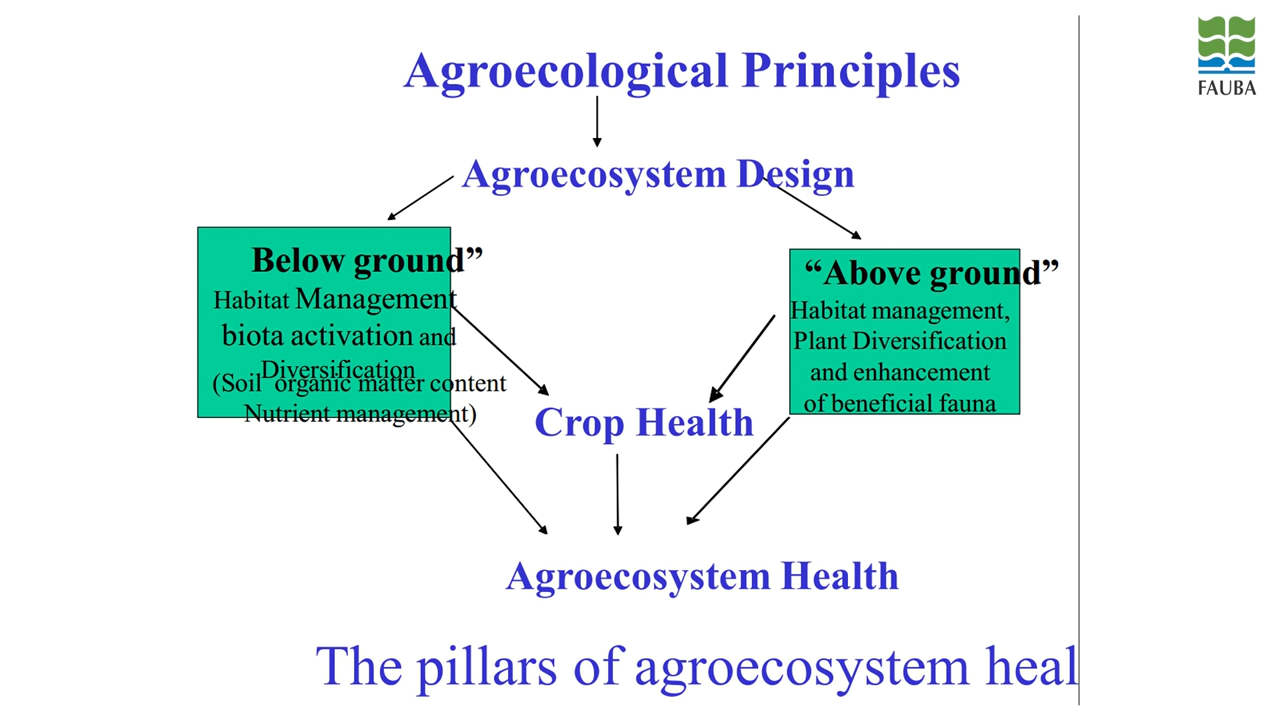 Agroecological Principles
FAUBA
Agroecosystem Design
Below ground”
Habitat Management
biota activation and
Diversification
(Soil organic matter content
Nutrient management)
“Above ground”
Habitat management,
Plant Diversification
and enhancement
of beneficial fauna
Crop Health
Agroecosystem Health
The pillars of agroecosystem heal